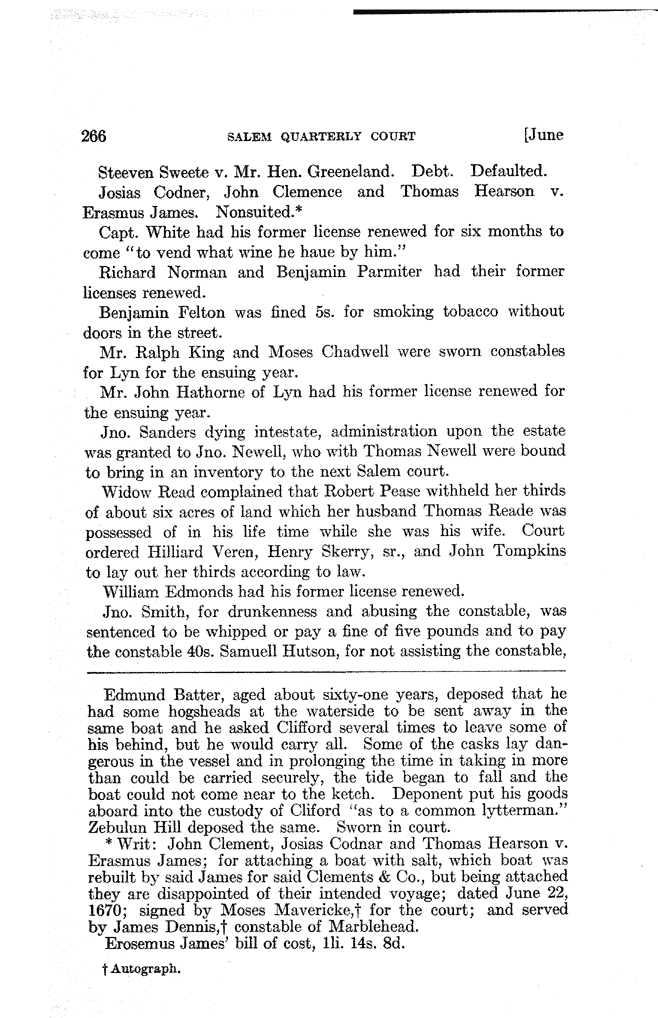 266 SALEM QUARTERLY COURT [June
Steeven Sweete v. Mr. Hen. Greeneland. Debt. Defaulted.
Josias Codner, John Clemence and Thomas Hearson v.
Erasmus James. Nonsuited.*
Capt. White had his former license renewed for six months to
come "to vend what wine he haue by him."
Richard Norman and Benjamin Parmiter had their former
licenses renewed.
Benjamin Felton was fined 5s. for smoking tobacco without
doors in the street.
Mr. Ralph King and Moses Chadwell were sworn constables
for Lyn for the ensuing year.
Mr. John Hathorne of Lyn had his former license renewed for
the ensuing year.
Jno. Sanders dying intestate, administration upon the estate
was granted to Jno. Newell, who with Thomas Newell were bound
to bring in an inventory to the next Salem court.
Widow Read complained that Robert Pease withheld her thirds
of about six acres of land which her husband Thomas Reade was
possessed of in his life time while she was his wife. Court
ordered Hilliard Veren, Henry Skerry, sr., and John Tompkins
to lay out her thirds according to law.
William Edmonds had his former license renewed.
Jno. Smith, for drunkenness and abusing the constable, was
sentenced to be whipped or pay a fine of five pounds and to pay
the constable 40s. Samuell Hutson, for not assisting the constable,
Edmund Batter, aged about sixty-one years, deposed that he
had some hogsheads at the waterside to be sent away in the
same boat and he asked Clifford several times to leave some of
his behind, but he would carry all. Some of the casks lay dan-
gerous in the vessel and in prolonging the time in taking in more
than could be carried securely, the tide began to fall and the
boat could not come near to the ketch. Deponent put his goods
aboard into the custody of Cliford "as to a common lytterman."
Zebulun Hill deposed the same. Sworn in court.
* Writ: John Clement, Josias Codnar and Thomas Hearson v.
Erasmus James; for attaching a boat with salt, which boat was
rebuilt by said James for said Clements & Co., but being attached
they are disappointed of their intended voyage; dated June 22,
1670; signed by Moses Mavericke,† for the court; and served
by James Dennis,† constable of Marblehead.
Erosemus James' bill of cost, 1li. 14s. 8d.
† Autograph.